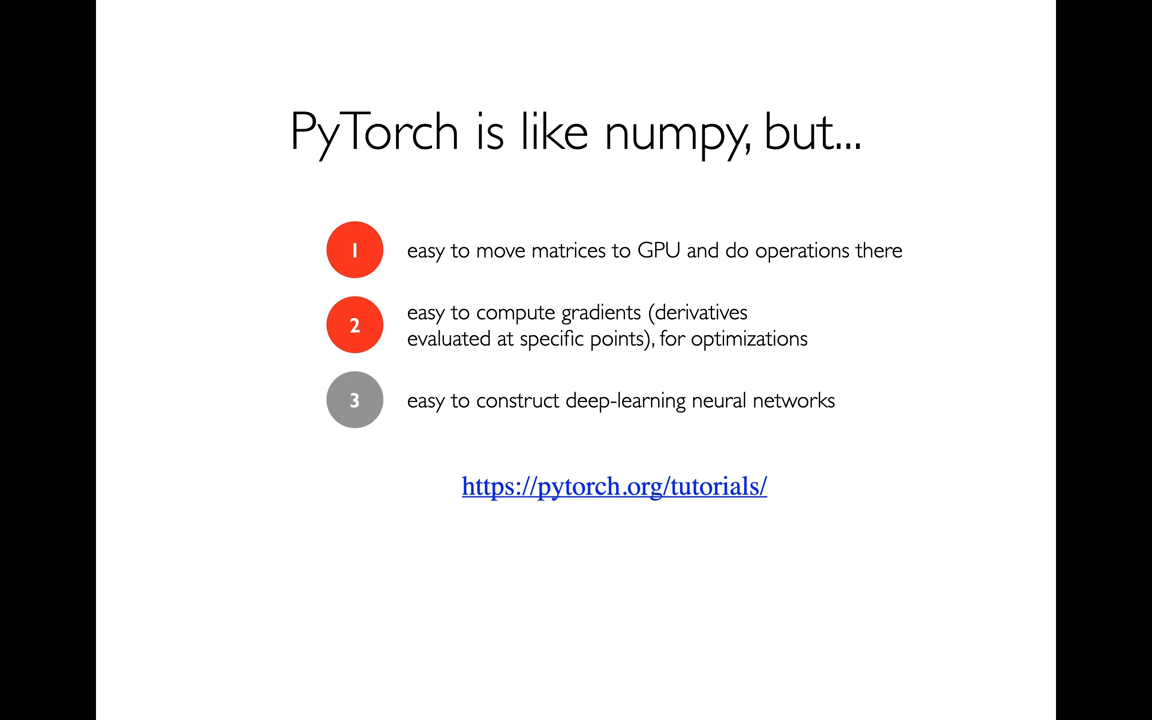 PyTorch is like numpy, but...
1 easy to move matrices to GPU and do operations there
2 easy to compute gradients (derivatives
evaluated at specific points), for optimizations
3 easy to construct deep-learning neural networks
https://pytorch.org/tutorials/